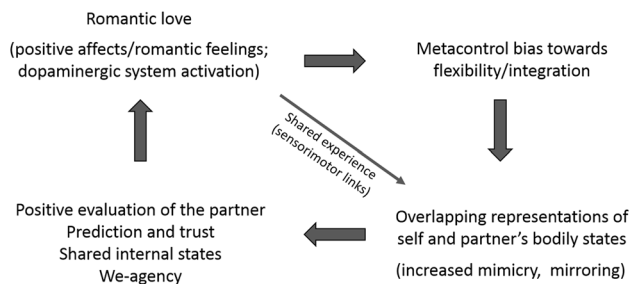 Romantic love
(positive affects/romantic feelings;
dopaminergic system activation)
Metacontrol bias towards
flexibility/integration
Shared experience
(sensorimotor links)
Positive evaluation of the partner
Prediction and trust
Shared internal states
We-agency
Overlapping representations of
self and partner's bodily states
(increased mimicry, mirroring)